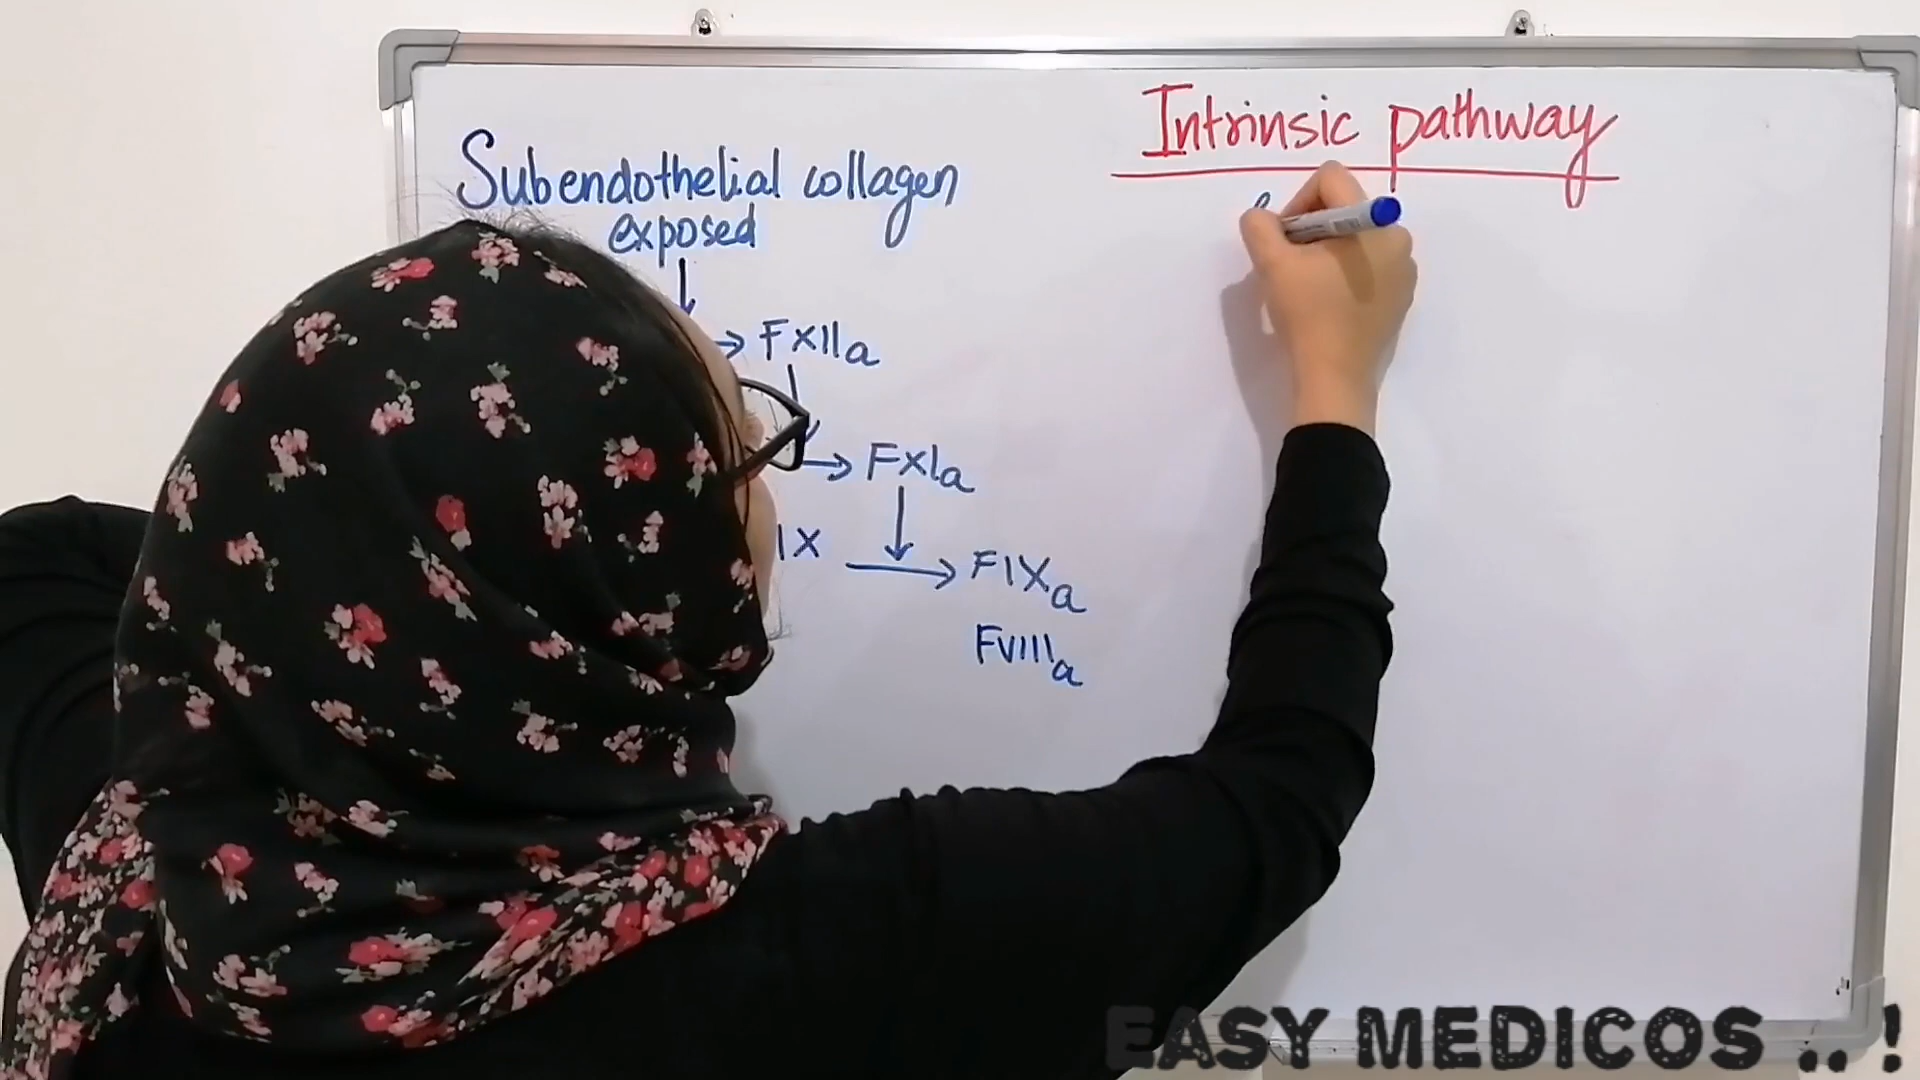 Intrinsic pathway
Subendothelial collagen
exposed
→ FXIIa
→ FXIa
IX → FIXa
FVIIIa
EASY MEDICOS .. !